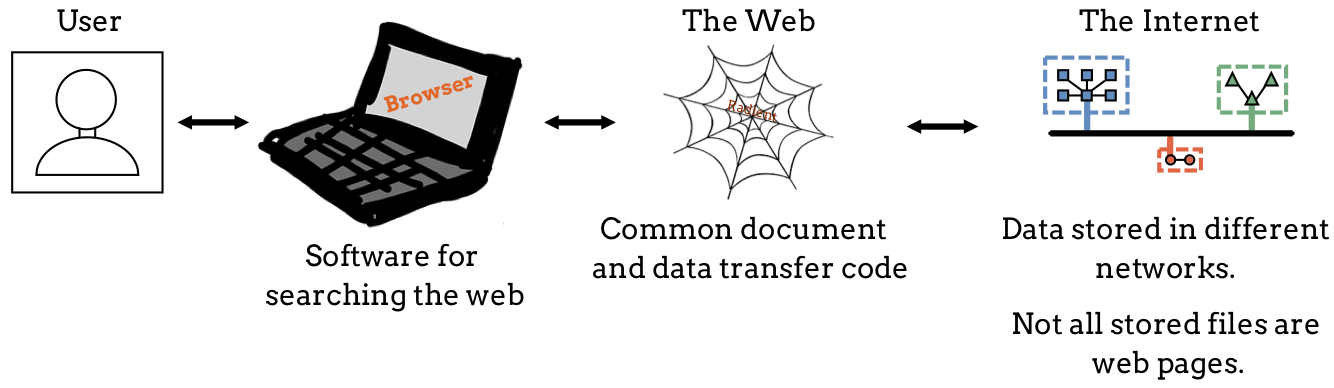 User
The Web
The Internet
Browser
Radient
Software for
searching the web
Common document
and data transfer code
Data stored in different
networks.
Not all stored files are
web pages.